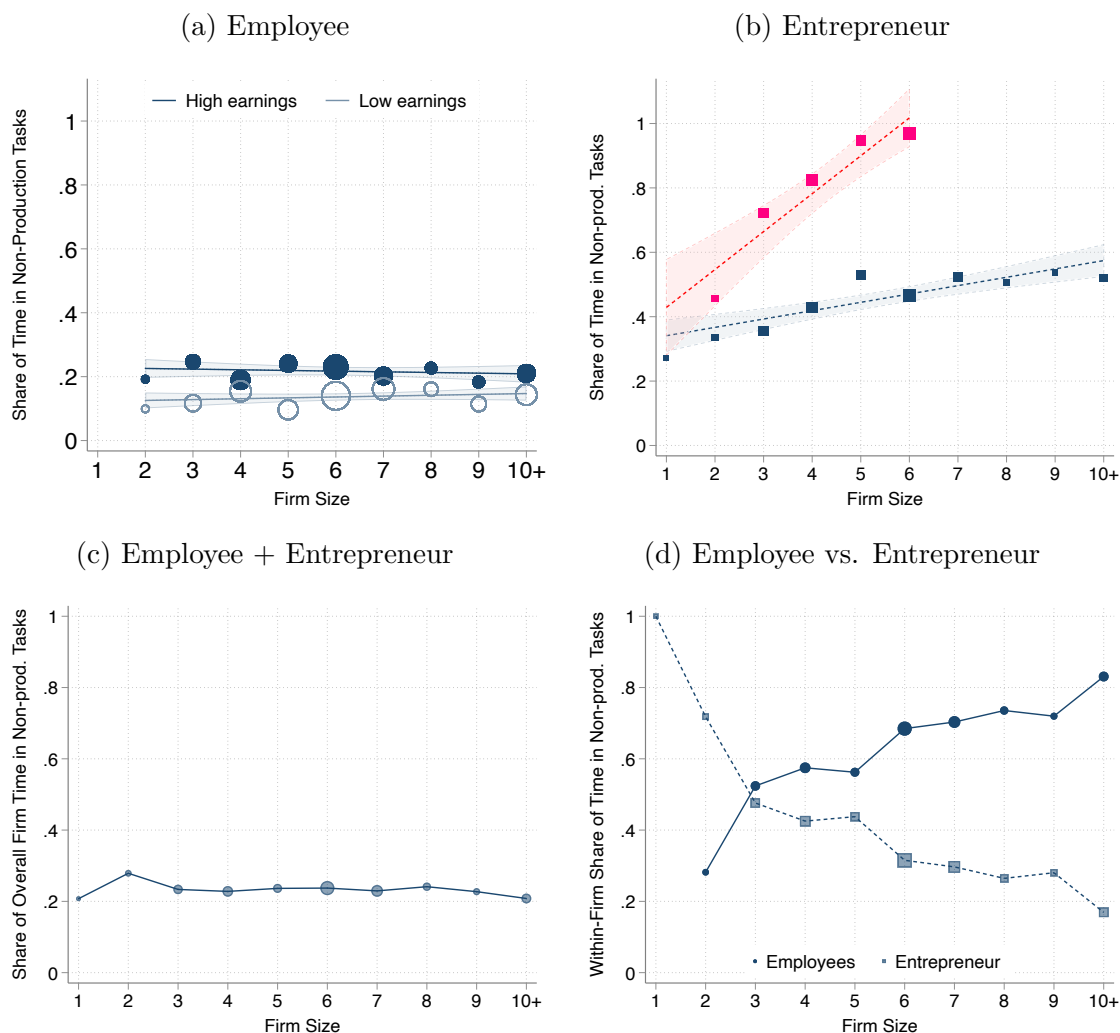 (a) Employee
High earnings
Low earnings
Share of Time in Non-Production Tasks
1
.8
.6
.4
.2
0
1 2 3 4 5 6 7 8 9 10+
Firm Size
(b) Entrepreneur
Share of Time in Non-prod. Tasks
1
.8
.6
.4
.2
0
1 2 3 4 5 6 7 8 9 10+
Firm Size
(c) Employee + Entrepreneur
Share of Overall Firm Time in Non-prod. Tasks
1
.8
.6
.4
.2
0
1 2 3 4 5 6 7 8 9 10+
Firm Size
(d) Employee vs. Entrepreneur
Within-Firm Share of Time in Non-prod. Tasks
1
.8
.6
.4
.2
0
Employees
Entrepreneur
1 2 3 4 5 6 7 8 9 10+
Firm Size